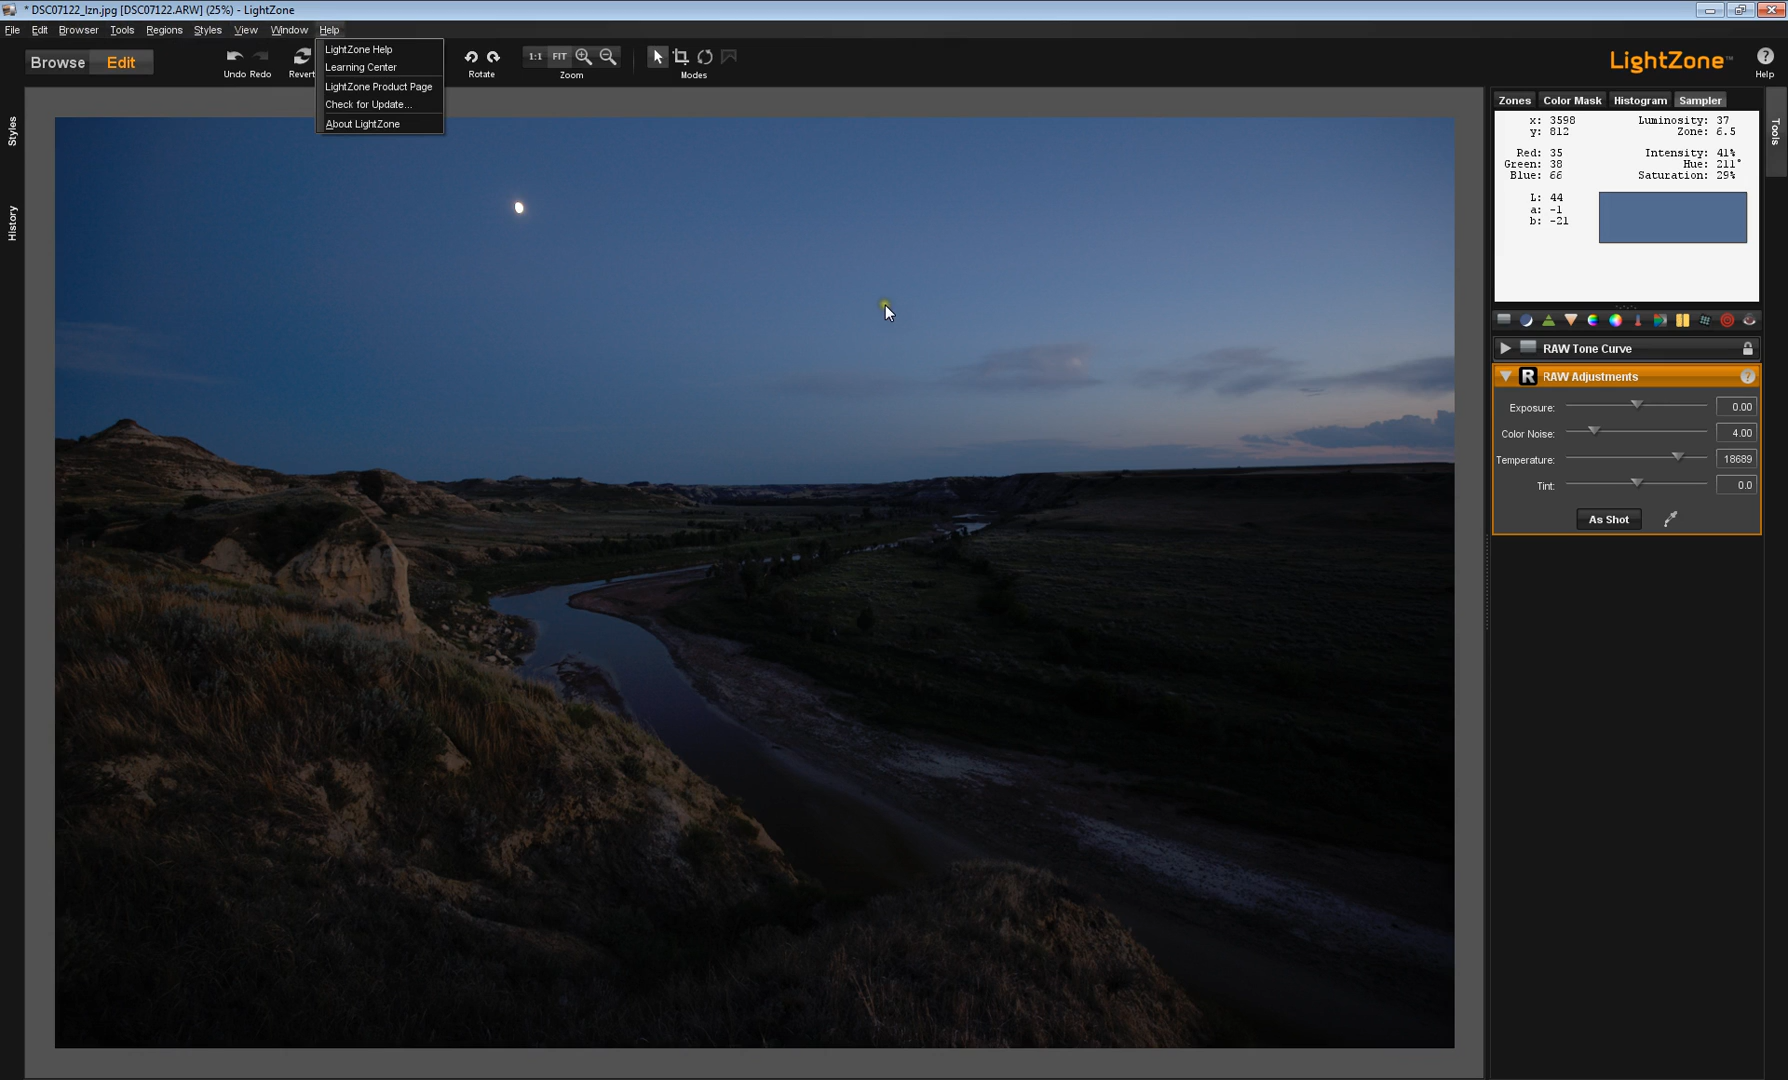 * DSC07122_lzn.jpg [DSC07122.ARW] (25%) - LightZone
File Edit Browser Tools Regions Styles View Window Help
LightZone Help
Learning Center
LightZone Product Page
Check for Update...
About LightZone
Browse Edit
Undo Redo Revert
Rotate
1:1 FIT
Zoom
Modes
LightZone™
Help
Styles
History
Tools
Zones Color Mask Histogram Sampler
x: 3598 Luminosity: 37
y: 812 Zone: 6.5
Red: 35 Intensity: 41%
Green: 38 Hue: 211°
Blue: 66 Saturation: 29%
L: 44
a: -1
b: -21
RAW Tone Curve
R RAW Adjustments ?
Exposure: 0.00
Color Noise: 4.00
Temperature: 18689
Tint: 0.0
As Shot